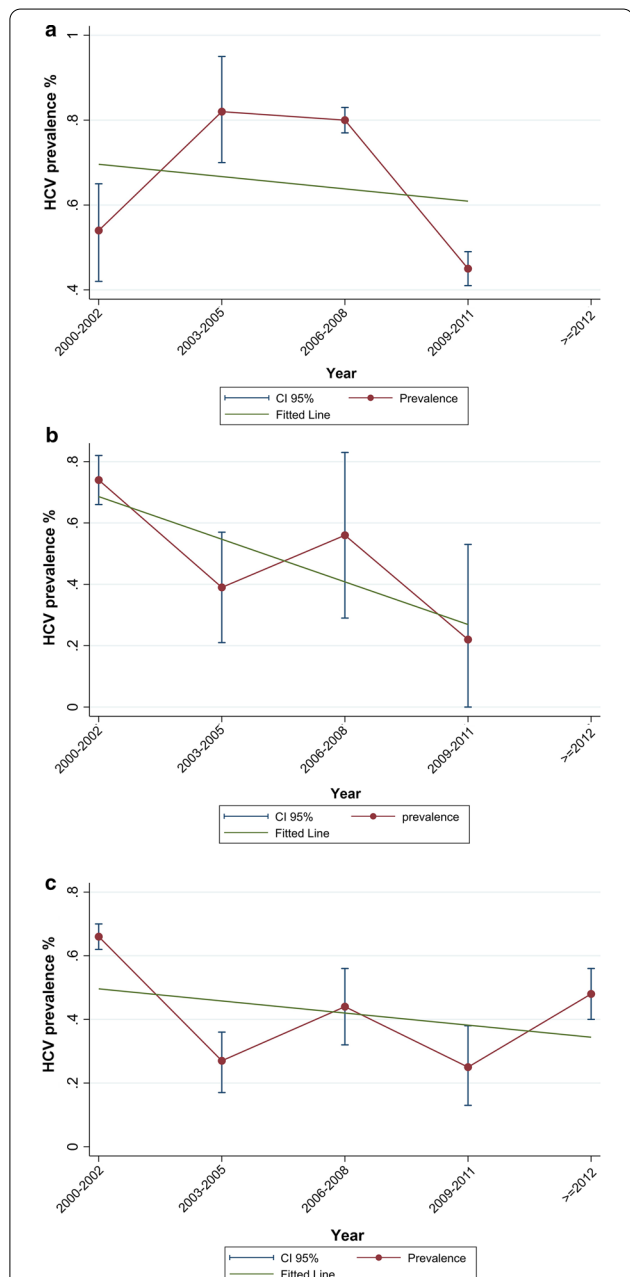 a
HCV prevalence %
1
.8
.6
.4
2000-2002
2003-2005
2006-2008
2009-2011
>=2012
Year
CI 95% Prevalence
Fitted Line
b
HCV prevalence %
.8
.6
.4
.2
0
2000-2002
2003-2005
2006-2008
2009-2011
>=2012
Year
CI 95% prevalence
Fitted Line
c
HCV prevalence %
.8
.6
.4
.2
0
2000-2002
2003-2005
2006-2008
2009-2011
>=2012
Year
CI 95% Prevalence
Fitted Line